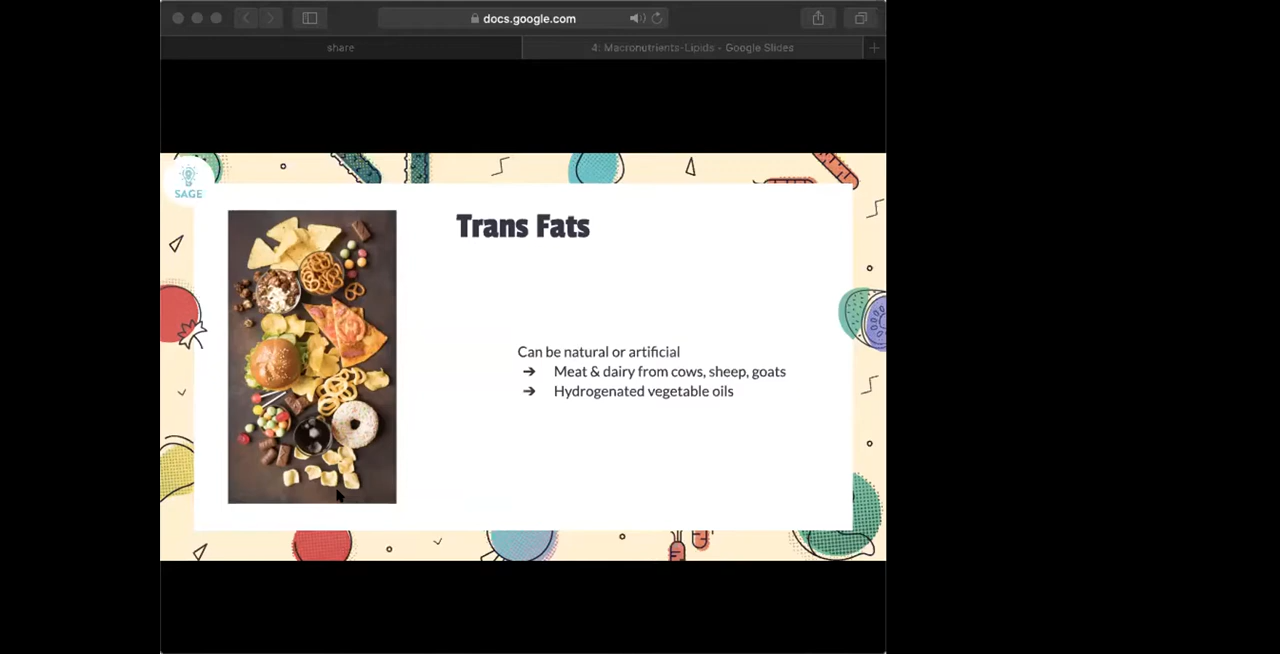 docs.google.com
share
4: Macronutrients-Lipids - Google Slides
SAGE
Trans Fats
Can be natural or artificial
➔ Meat & dairy from cows, sheep, goats
➔ Hydrogenated vegetable oils